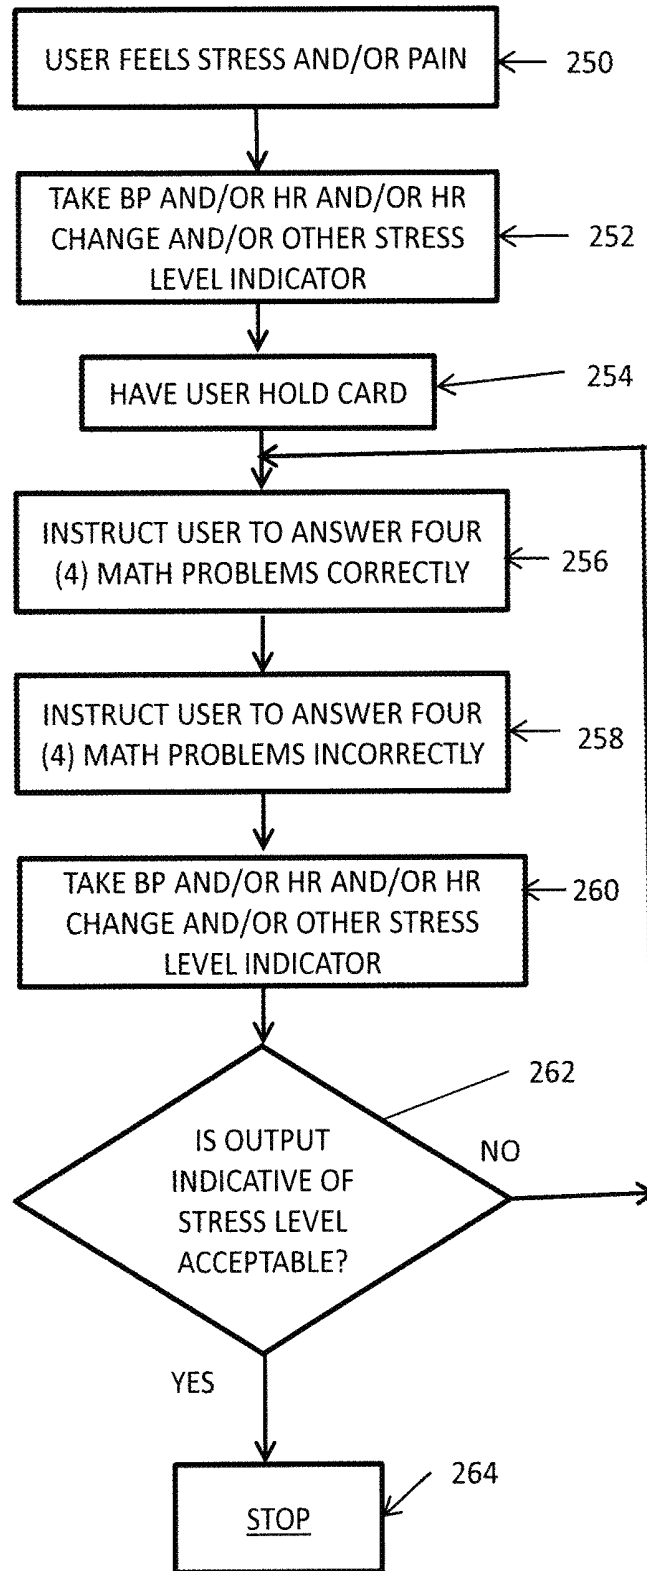 USER FEELS STRESS AND/OR PAIN
250
TAKE BP AND/OR HR AND/OR HR
CHANGE AND/OR OTHER STRESS
LEVEL INDICATOR
252
HAVE USER HOLD CARD
254
INSTRUCT USER TO ANSWER FOUR
(4) MATH PROBLEMS CORRECTLY
256
INSTRUCT USER TO ANSWER FOUR
(4) MATH PROBLEMS INCORRECTLY
258
TAKE BP AND/OR HR AND/OR HR
CHANGE AND/OR OTHER STRESS
LEVEL INDICATOR
260
262
IS OUTPUT
INDICATIVE OF
STRESS LEVEL
ACCEPTABLE?
NO
YES
STOP
264